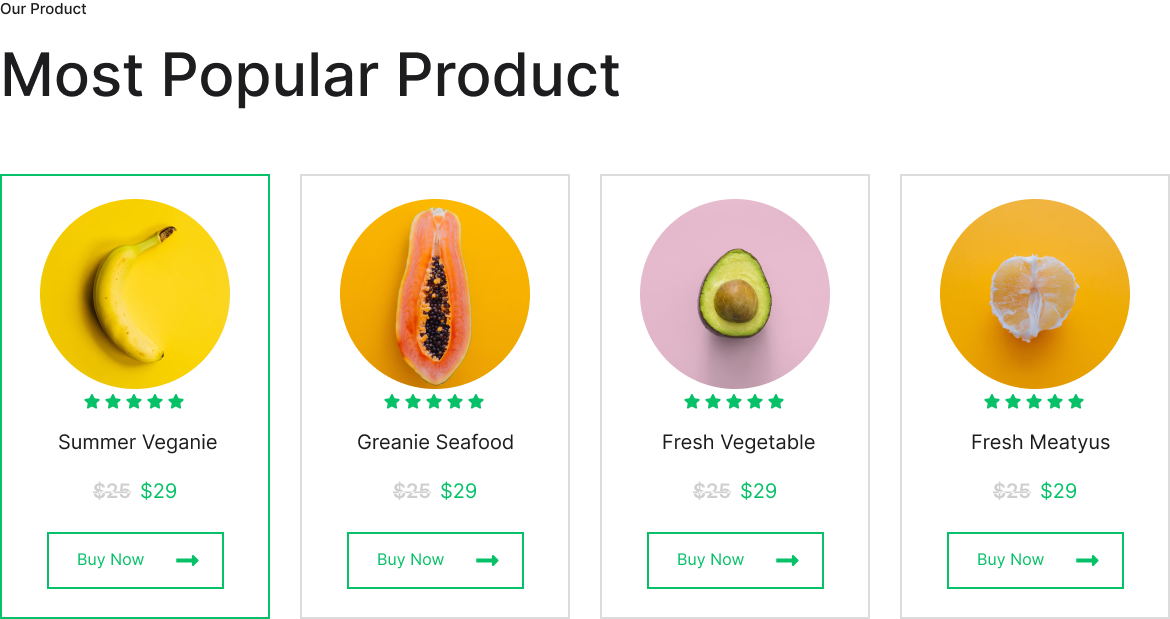 Our Product
Most Popular Product
Summer Veganie
$25 $29
Buy Now
Greanie Seafood
$25 $29
Buy Now
Fresh Vegetable
$25 $29
Buy Now
Fresh Meatyus
$25 $29
Buy Now